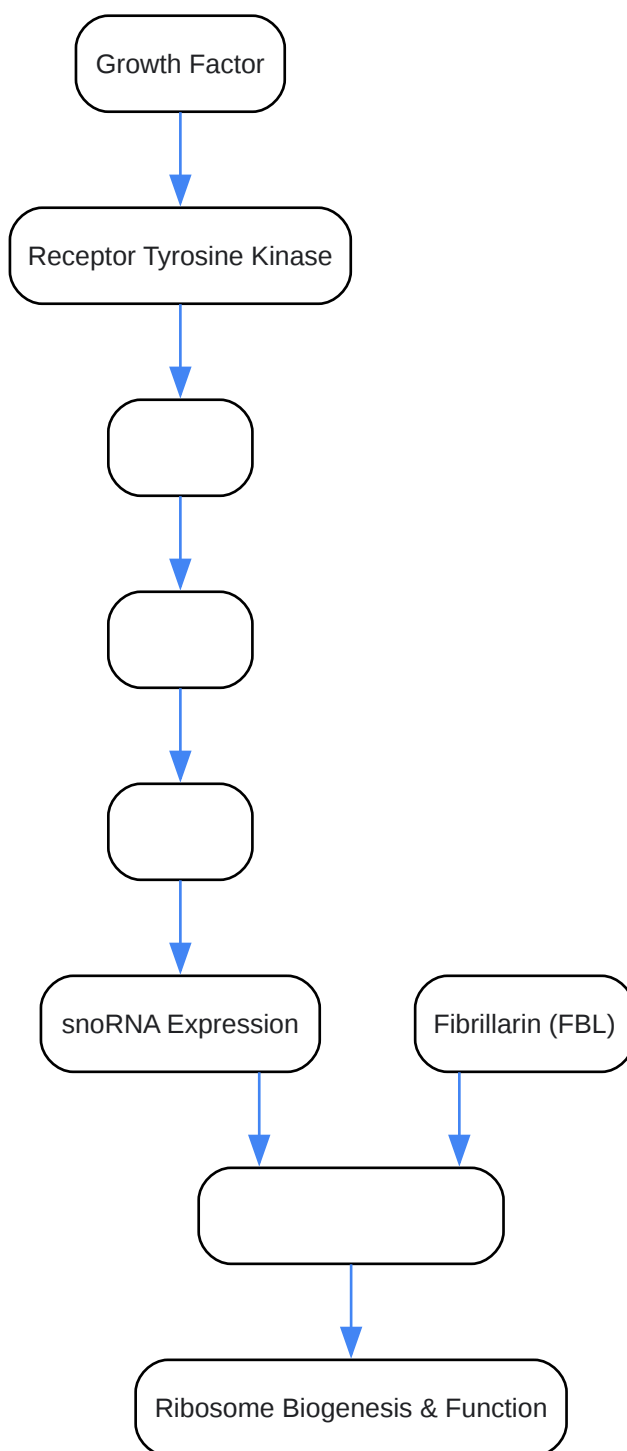 Growth Factor
Receptor Tyrosine Kinase
snoRNA Expression
Fibrillarin (FBL)
Ribosome Biogenesis & Function